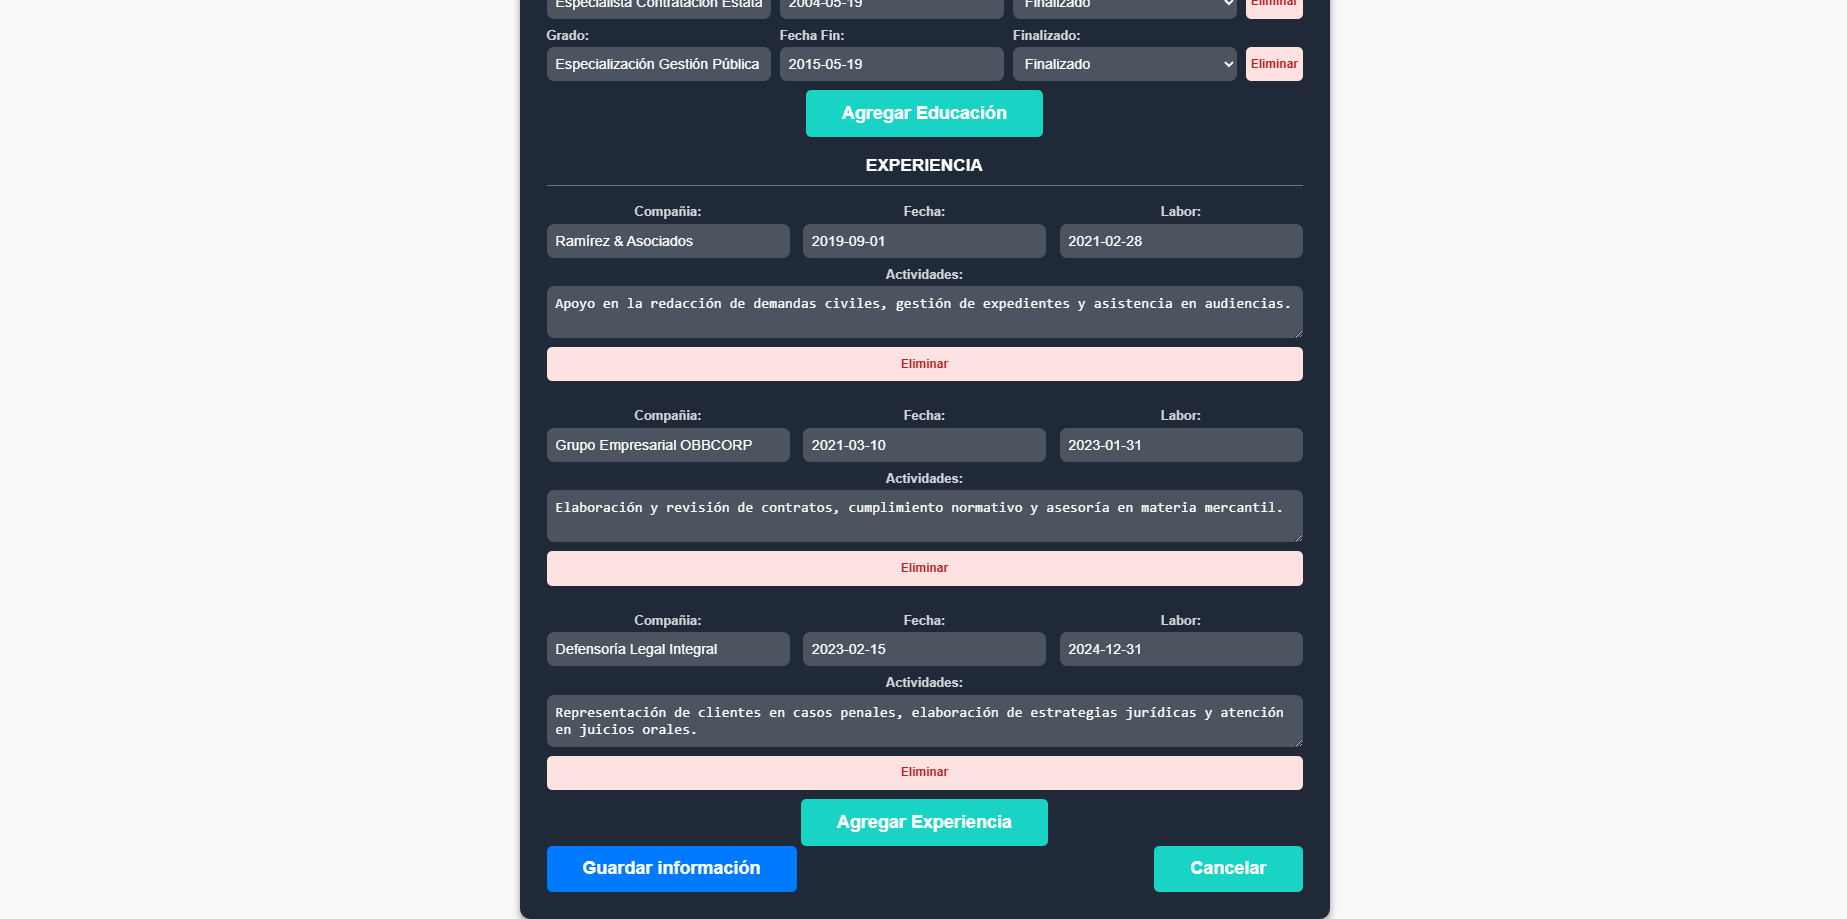 Especialista Contratación Estata 2004-05-19 Finalizado Eliminar
Grado: Fecha Fin: Finalizado:
Especialización Gestión Pública 2015-05-19 Finalizado Eliminar
Agregar Educación
EXPERIENCIA
Compañia: Fecha: Labor:
Ramírez & Asociados 2019-09-01 2021-02-28
Actividades:
Apoyo en la redacción de demandas civiles, gestión de expedientes y asistencia en audiencias.
Eliminar
Compañia: Fecha: Labor:
Grupo Empresarial OBBCORP 2021-03-10 2023-01-31
Actividades:
Elaboración y revisión de contratos, cumplimiento normativo y asesoría en materia mercantil.
Eliminar
Compañia: Fecha: Labor:
Defensoría Legal Integral 2023-02-15 2024-12-31
Actividades:
Representación de clientes en casos penales, elaboración de estrategias jurídicas y atención
en juicios orales.
Eliminar
Agregar Experiencia
Guardar información Cancelar